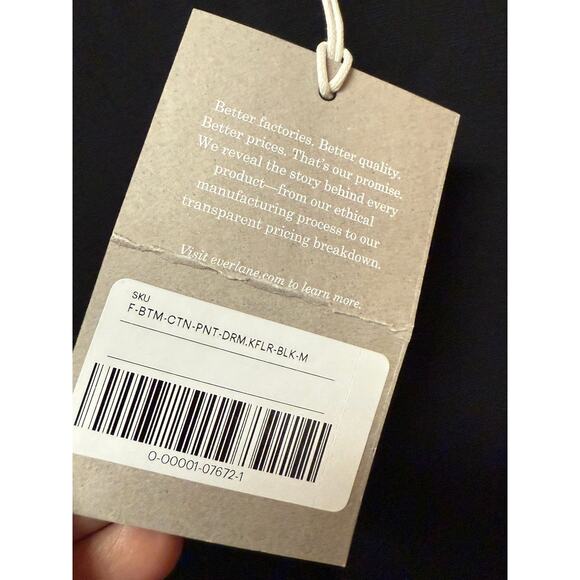 Better factories. Better quality.
Better prices. That's our promise.
We reveal the story behind every
product—from our ethical
manufacturing process to our
transparent pricing breakdown.
Visit everlane.com to learn more.
SKU
F-BTM-CTN-PNT-DRM.KFLR-BLK-M
0-00001-07672-1